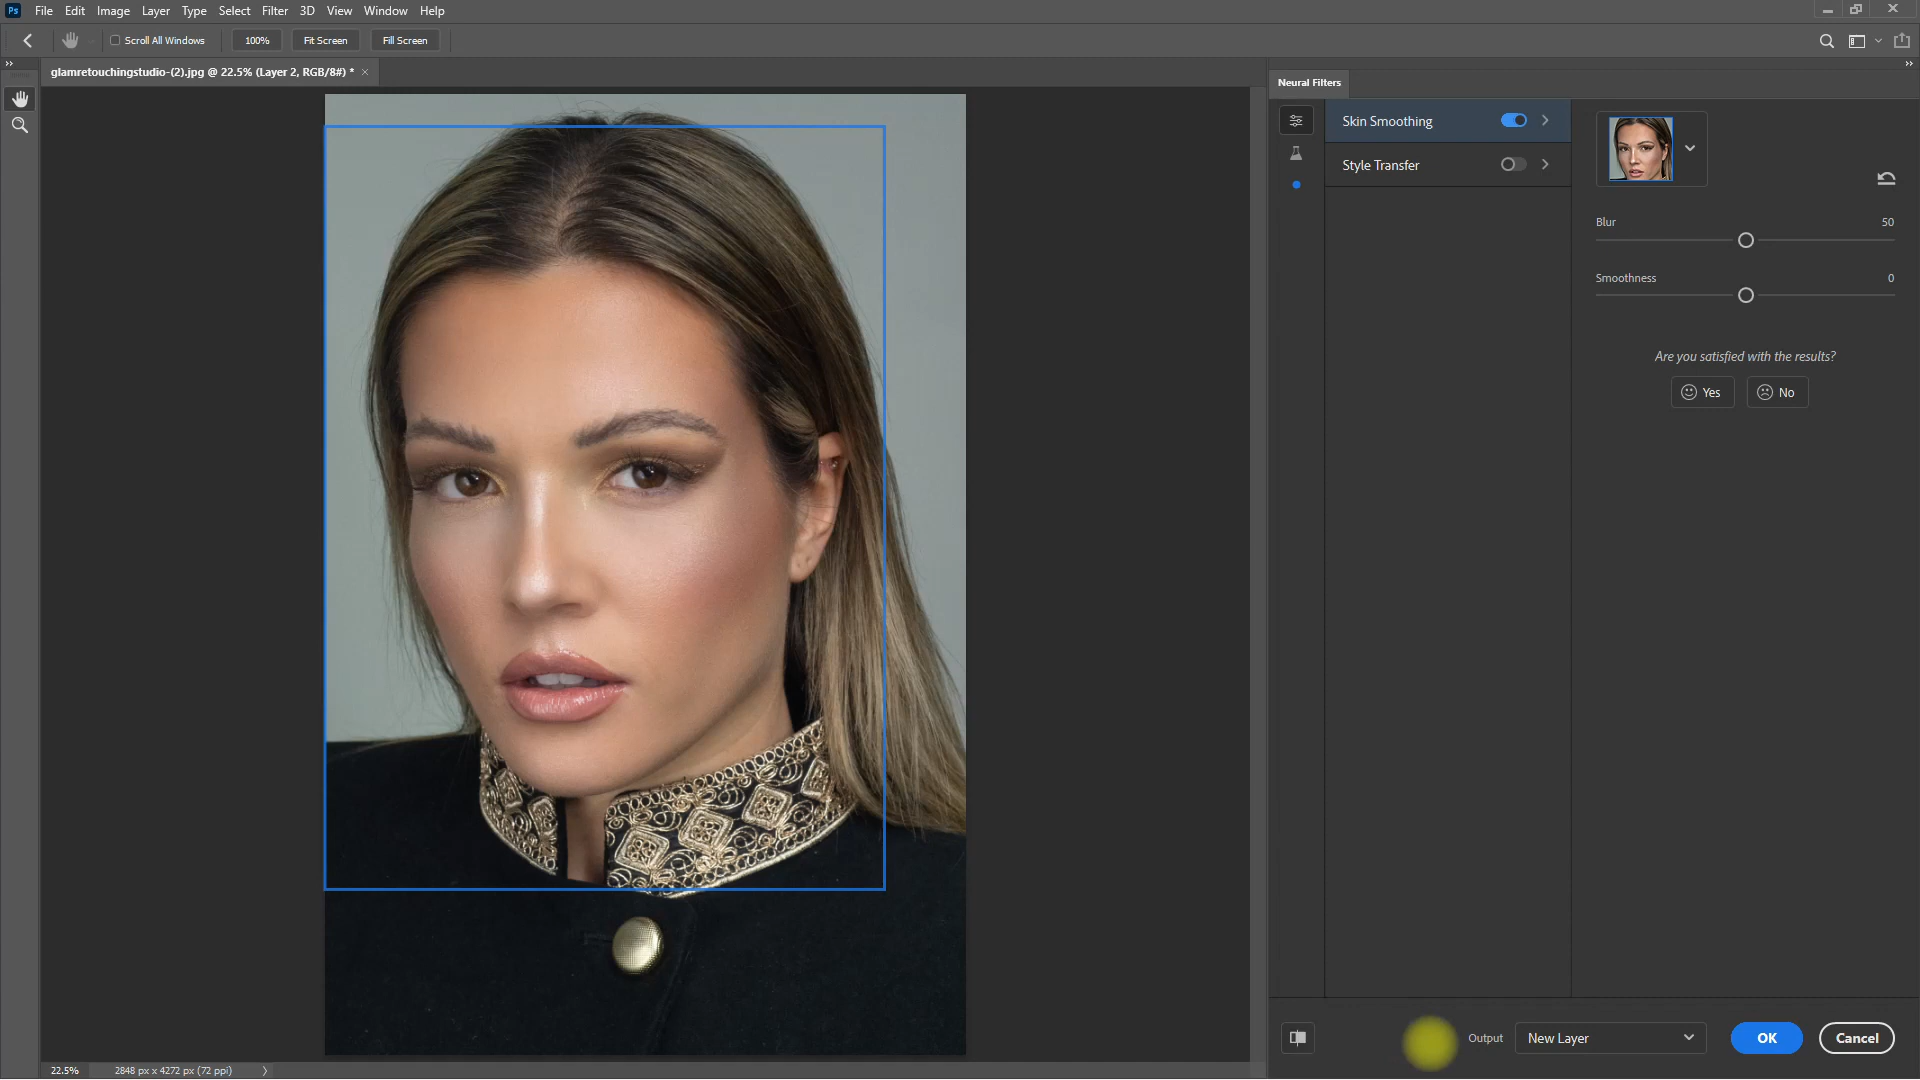 Ps File Edit Image Layer Type Select Filter 3D View Window Help
Scroll All Windows 100% Fit Screen Fill Screen
glamretouchingstudio-(2).jpg @ 22.5% (Layer 2, RGB/8#) *
Neural Filters
Skin Smoothing
Style Transfer
Blur 50
Smoothness 0
Are you satisfied with the results?
Yes No
Output New Layer OK Cancel
22.5% 2848 px x 4272 px (72 ppi)